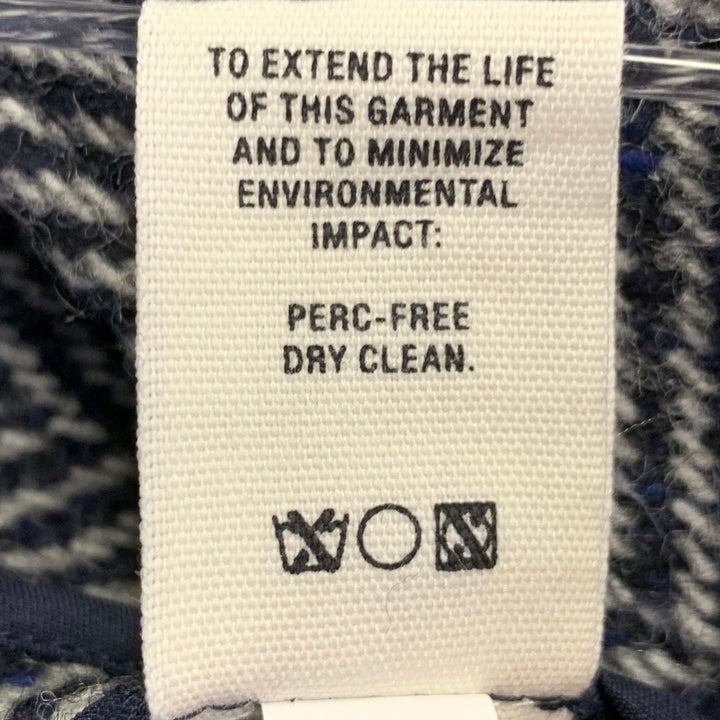 TO EXTEND THE LIFE
OF THIS GARMENT
AND TO MINIMIZE
ENVIRONMENTAL
IMPACT:
PERC-FREE
DRY CLEAN.